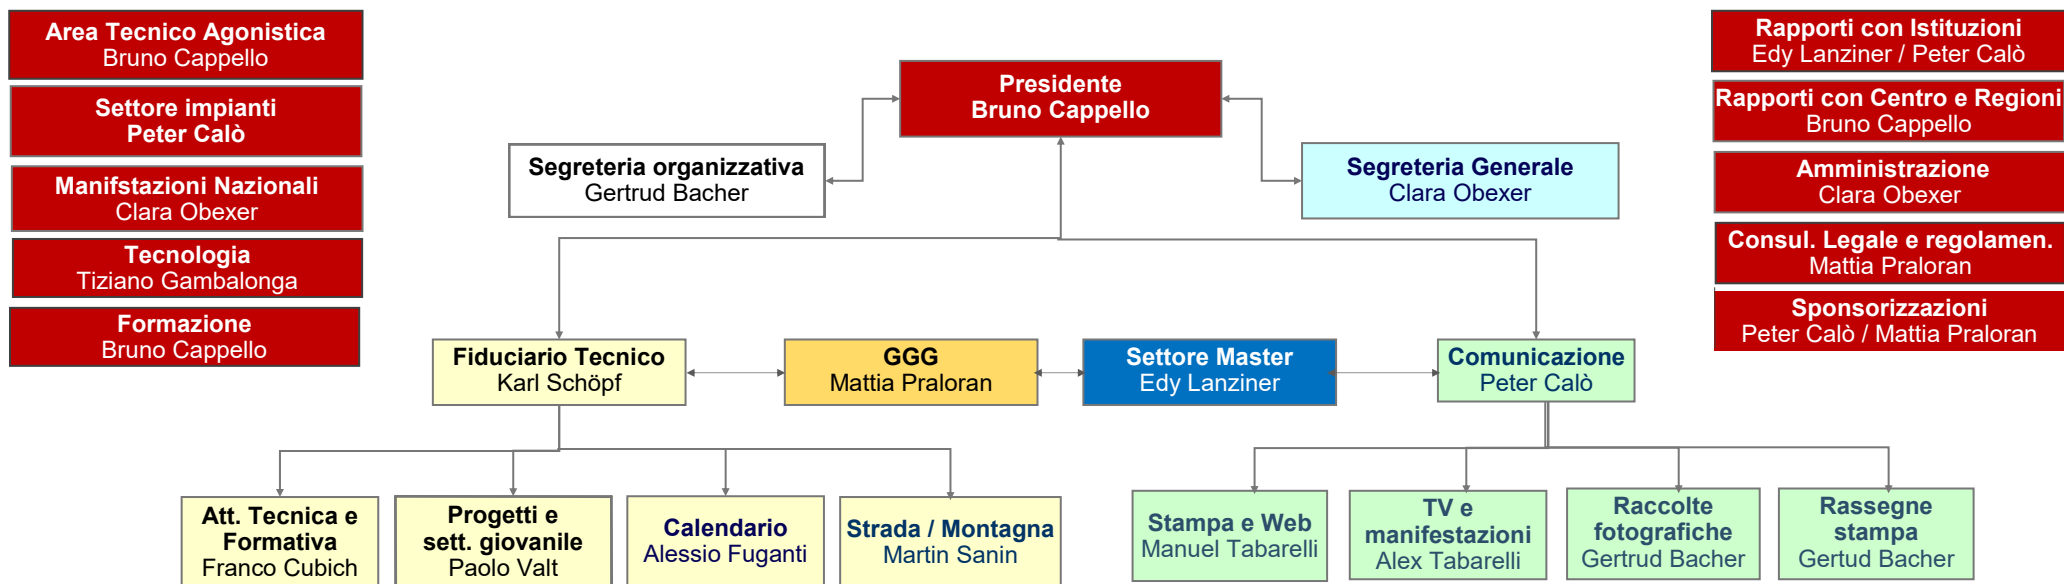 Area Tecnico Agonistica
Bruno Cappello
Settore impianti
Peter Calò
Manifstazioni Nazionali
Clara Obexer
Tecnologia
Tiziano Gambalonga
Formazione
Bruno Cappello
Presidente
Bruno Cappello
Segreteria organizzativa
Gertrud Bacher
Segreteria Generale
Clara Obexer
Rapporti con Istituzioni
Edy Lanziner / Peter Calò
Rapporti con Centro e Regioni
Bruno Cappello
Amministrazione
Clara Obexer
Consul. Legale e regolamen.
Mattia Praloran
Sponsorizzazioni
Peter Calò / Mattia Praloran
Fiduciario Tecnico
Karl Schöpf
GGG
Mattia Praloran
Settore Master
Edy Lanziner
Comunicazione
Peter Calò
Att. Tecnica e
Formativa
Franco Cubich
Progetti e
sett. giovanile
Paolo Valt
Calendario
Alessio Fuganti
Strada / Montagna
Martin Sanin
Stampa e Web
Manuel Tabarelli
TV e
manifestazioni
Alex Tabarelli
Raccolte
fotografiche
Gertrud Bacher
Rassegne
stampa
Gertud Bacher